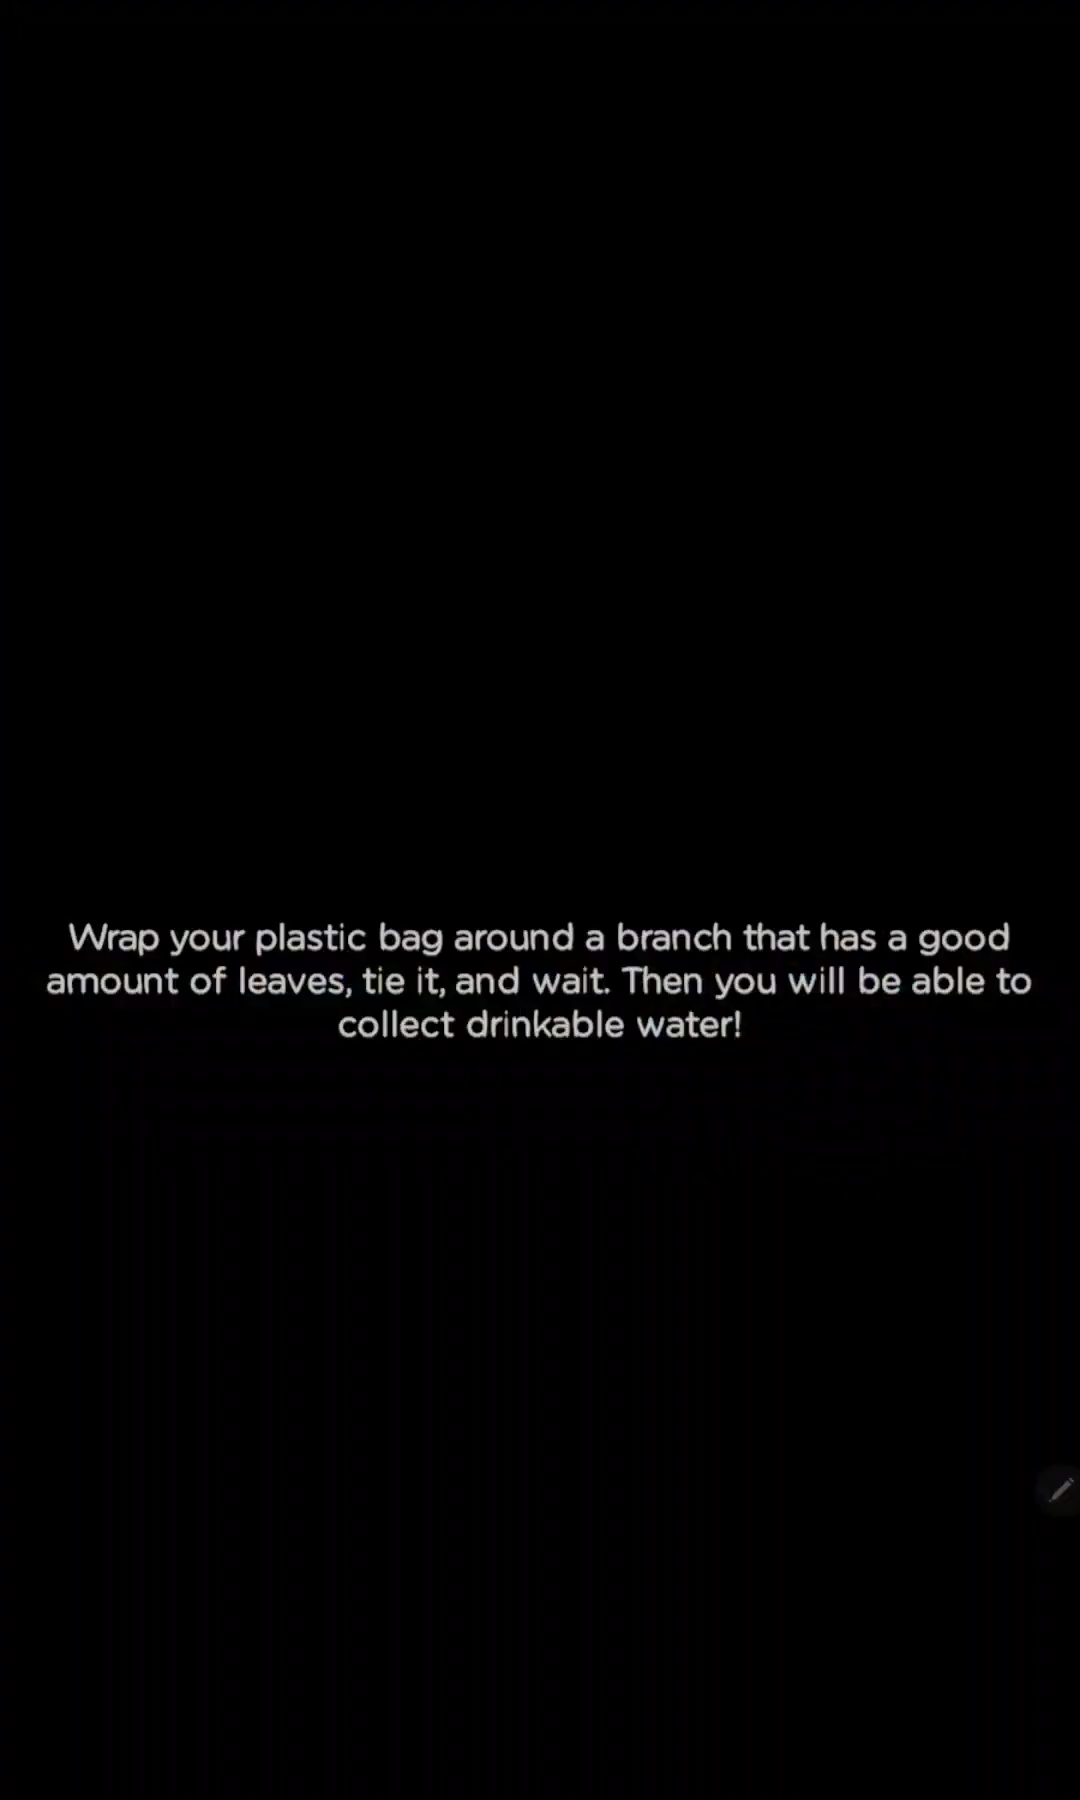 Wrap your plastic bag around a branch that has a good
amount of leaves, tie it, and wait. Then you will be able to
collect drinkable water!